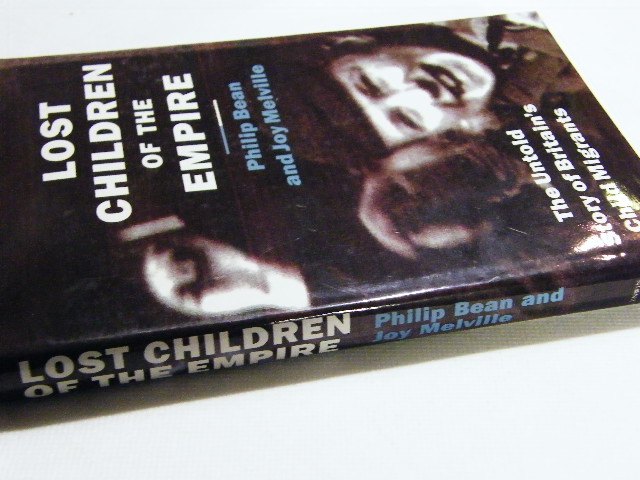 LOST
CHILDREN
OF THE
EMPIRE
Philip Bean
and Joy Melville
The Untold
Story of Britain's
Child Migrants
LOST CHILDREN
OF THE EMPIRE
Philip Bean and
Joy Melville